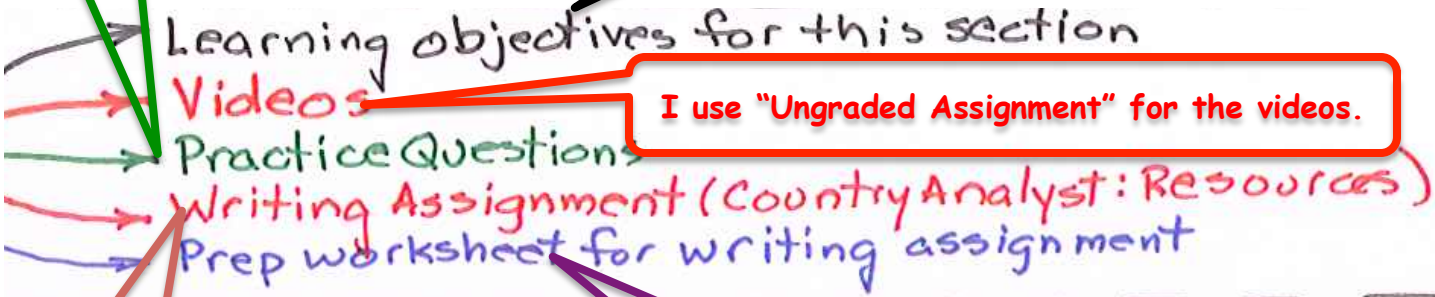 Learning objectives for this section
Videos
I use “Ungraded Assignment” for the videos.
Practice Questions
Writing Assignment (Country Analyst: Resources)
Prep worksheet for writing assignment